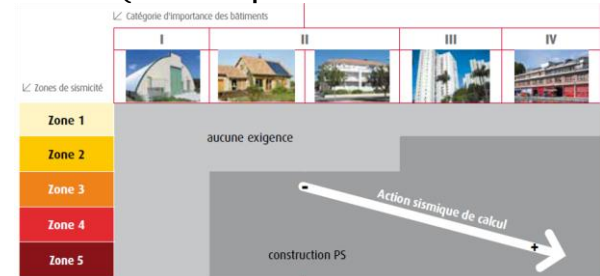 Catégorie d'importance des bâtiments
I II III IV
Zones de sismicité
Zone 1
aucune exigence
Zone 2
Zone 3
-
Action sismique de calcul
Zone 4
+
Zone 5
construction PS